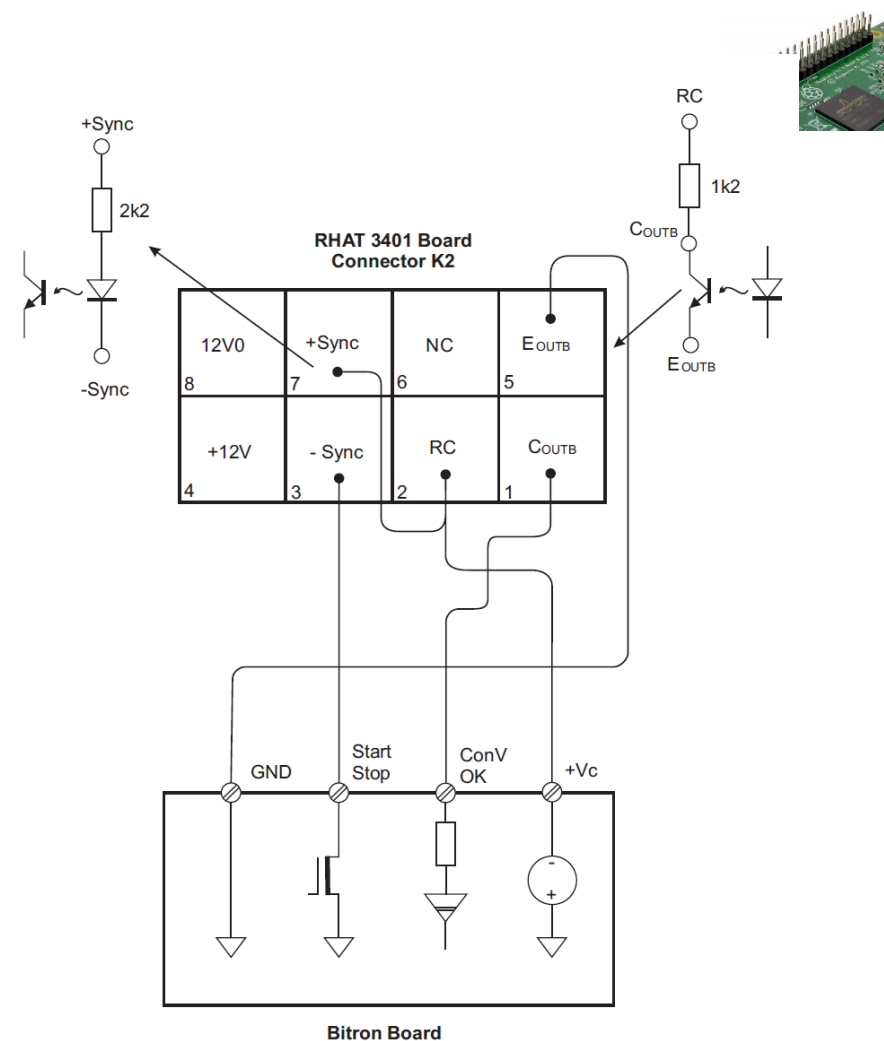 RC
+Sync
1k2
2k2
COUTB
RHAT 3401 Board
Connector K2
EOUTB
-Sync
12V0
8
+Sync
7
NC
6
EOUTB
5
+12V
4
- Sync
3
RC
2
COUTB
1
GND
Start
Stop
ConV
OK
+Vc
-
+
Bitron Board